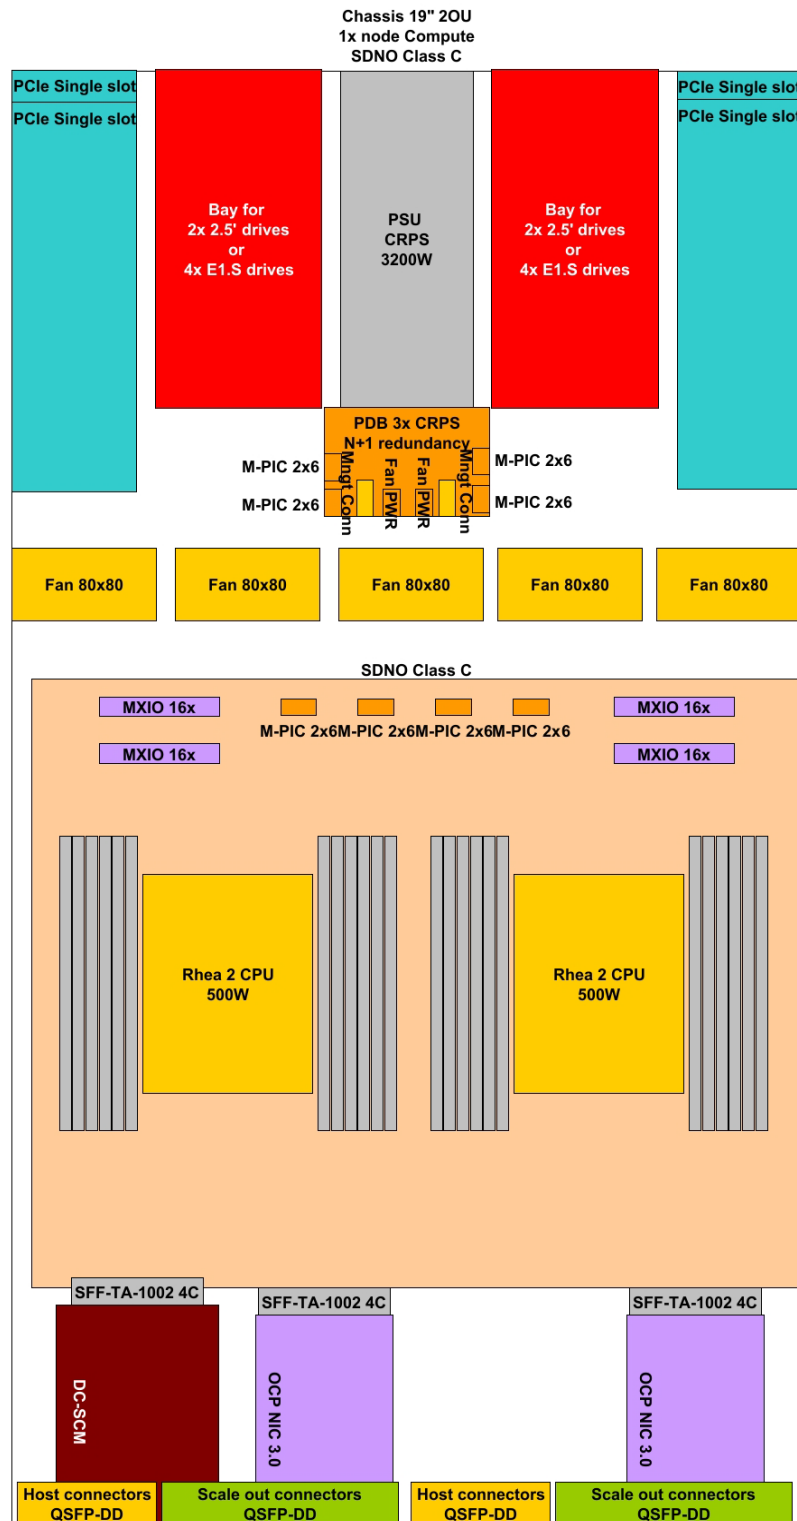 Chassis 19" 2OU
1x node Compute
SDNO Class C
PCIe Single slot
PCIe Single slot
Bay for
2x 2.5' drives
or
4x E1.S drives
PSU
CRPS
3200W
Bay for
2x 2.5' drives
or
4x E1.S drives
PCIe Single slot
PCIe Single slot
PDB 3x CRPS
N+1 redundancy
M-PIC 2x6
M-PIC 2x6
Mngt Conn
Fan PWR
Fan PWR
Mngt Conn
M-PIC 2x6
M-PIC 2x6
Fan 80x80
Fan 80x80
Fan 80x80
Fan 80x80
Fan 80x80
SDNO Class C
MXIO 16x
MXIO 16x
M-PIC 2x6
M-PIC 2x6
M-PIC 2x6
M-PIC 2x6
MXIO 16x
MXIO 16x
Rhea 2 CPU
500W
Rhea 2 CPU
500W
SFF-TA-1002 4C
SFF-TA-1002 4C
SFF-TA-1002 4C
DC-SCM
OCP NIC 3.0
OCP NIC 3.0
Host connectors
QSFP-DD
Scale out connectors
QSFP-DD
Host connectors
QSFP-DD
Scale out connectors
QSFP-DD